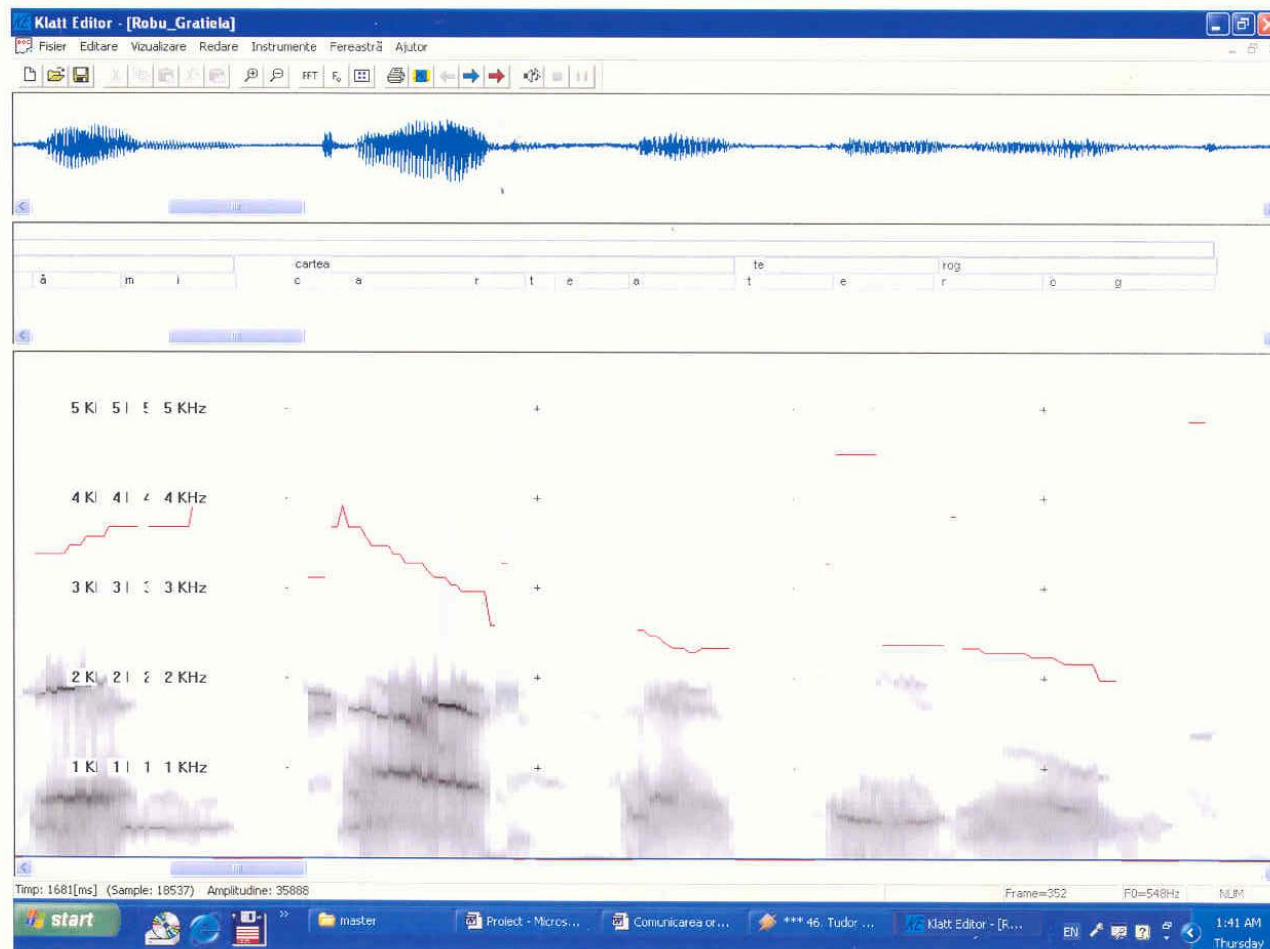 Klatt Editor - [Robu_Gratiela]
Fisier Editare Vizualizare Redare Instrumente Fereastră Ajutor
FFT F₀
cartea te rog
ă m i c a r t e a t e r o g
5 KHz
4 KHz
3 KHz
2 KHz
1 KHz
Timp: 1681[ms] (Sample: 18537) Amplitudine: 35888 Frame=352 F0=548Hz NUM
start master Proiect - Micros... Comunicarea or... *** 46. Tudor ... Klatt Editor - [R... EN 1:41 AM
Thursday